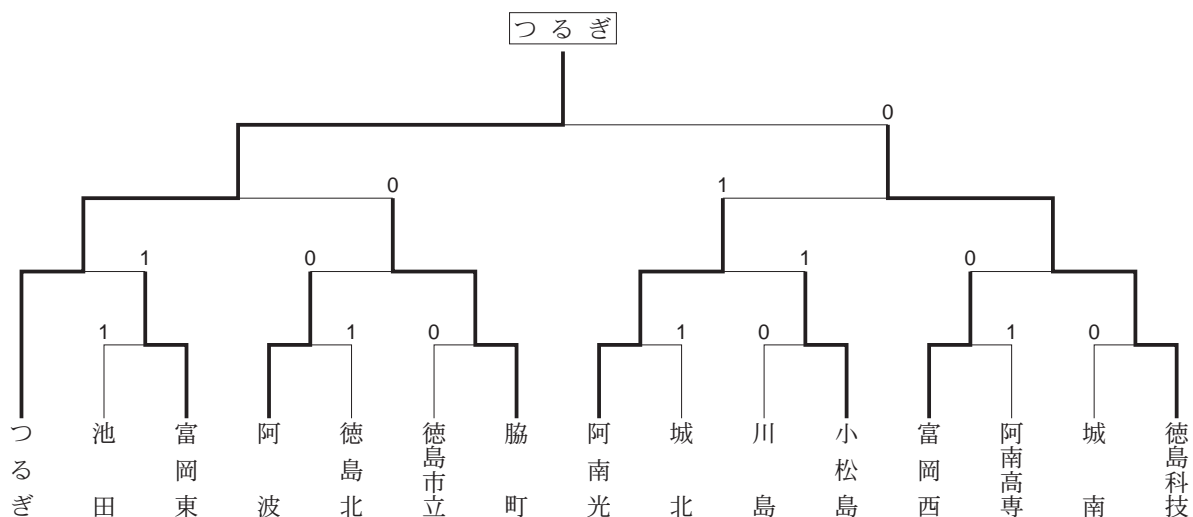 つるぎ
0
0
1
1
0
1
0
1
1
0
1
0
1
0
つるぎ
池田
富岡東
阿波
徳島北
徳島市立
脇町
阿南光
城北
川島
小松島
富岡西
阿南高専
城南
徳島科技